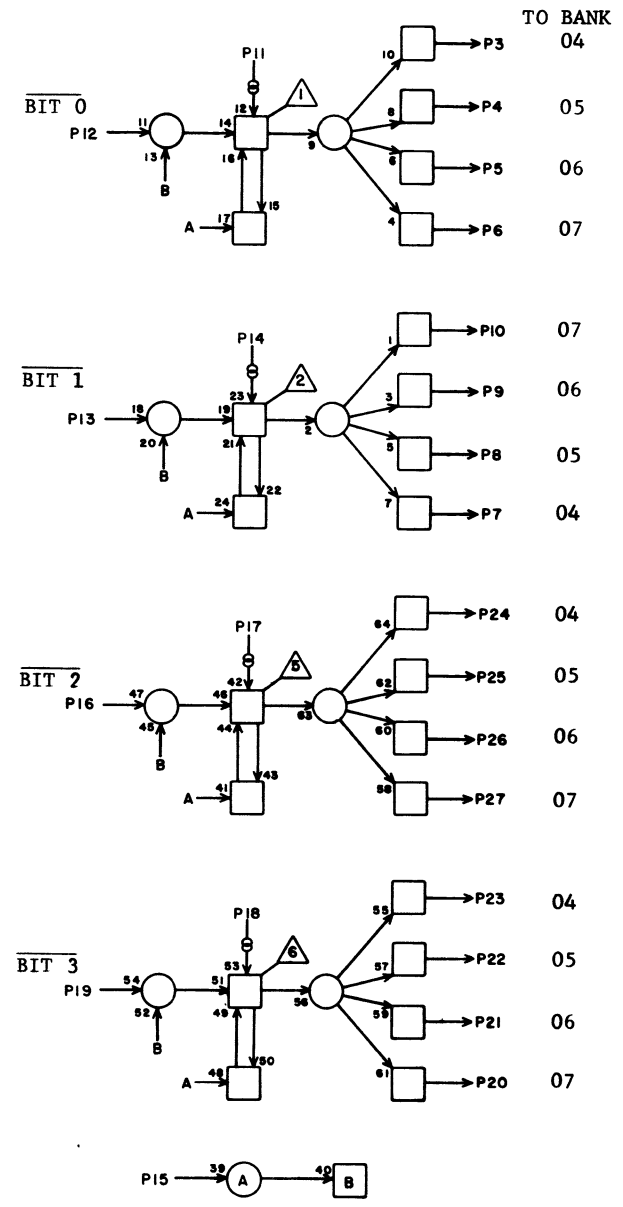 TO BANK
10 P3 04
P11
1
BIT 0
12
8 P4 05
P12 11 14 9
13 16 6 P5 06
B
15
A 17 4 P6 07
1 P10 07
P14
2
BIT 1
23
3 P9 06
P13 18 19 2
20 21 5 P8 05
B
22
A 24 7 P7 04
64 P24 04
P17
5
BIT 2
42
62 P25 05
P16 47 46 63
45 44 60 P26 06
B
43
A 41 58 P27 07
55 P23 04
P18
6
BIT 3
53
57 P22 05
P19 54 51 56
52 49 59 P21 06
B
50
A 48 61 P20 07
P15 39 A 40 B